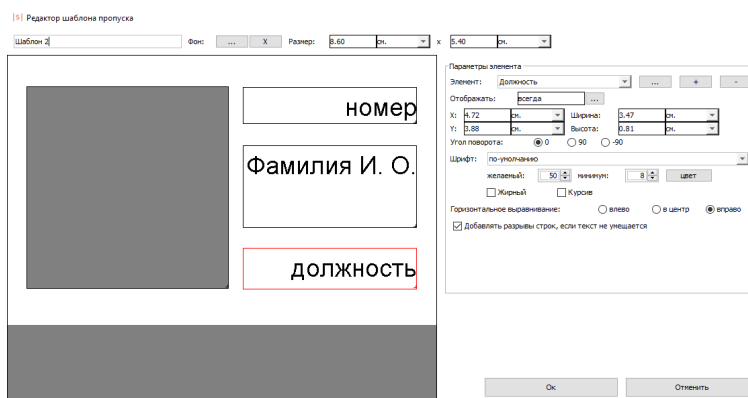 |S| Редактор шаблона пропуска
Шаблон 2 Фон: ... X Размер: 8.60 см. x 5.40 см.
Параметры элемента
Элемент: Должность ... + -
Отображать: всегда ...
X: 4.72 см. Ширина: 3.47 см.
Y: 3.88 см. Высота: 0.81 см.
Угол поворота: 0 90 -90
Шрифт: по-умолчанию
желаемый: 50 минимум: 8 цвет
Жирный Курсив
Горизонтальное выравнивание: влево в центр вправо
Добавлять разрывы строк, если текст не умещается
номер
Фамилия И. О.
должность
Ок Отменить